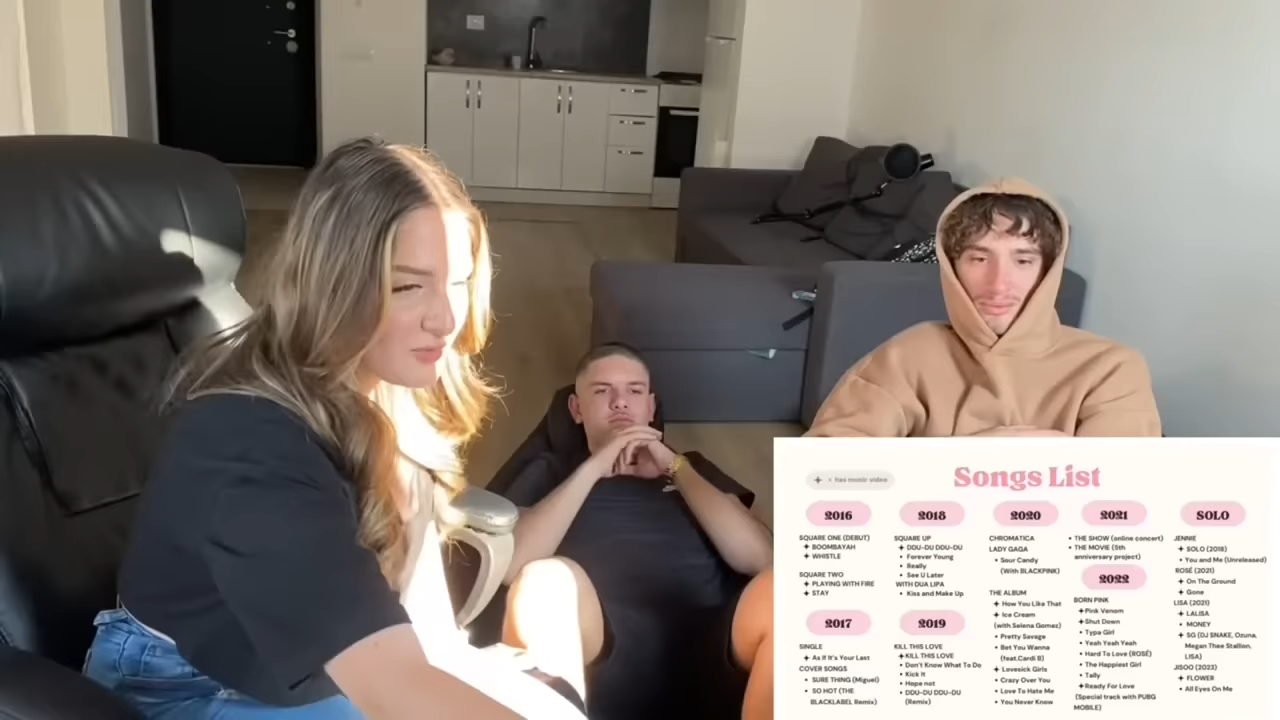 Songs List
+ has music video
2016
SQUARE ONE (DEBUT)
BOOMBAYAH
WHISTLE
SQUARE TWO
PLAYING WITH FIRE
STAY
2017
SINGLE
As If It's Your Last
COVER SONGS
SURE THING (Miguel)
SO HOT (THE
BLACKLABEL Remix)
2018
SQUARE UP
DDU-DU DDU-DU
Forever Young
Really
See U Later
WITH DUA LIPA
Kiss and Make Up
2019
KILL THIS LOVE
KILL THIS LOVE
Don't Know What To Do
Kick It
Hope not
DDU-DU DDU-DU
(Remix)
2020
CHROMATICA
LADY GAGA
Sour Candy
(With BLACKPINK)
THE ALBUM
How You Like That
Ice Cream
(with Selena Gomez)
Pretty Savage
Bet You Wanna
(feat.Cardi B)
Lovesick Girls
Crazy Over You
Love To Hate Me
You Never Know
2021
THE SHOW (online concert)
THE MOVIE (5th
anniversary project)
2022
BORN PINK
Pink Venom
Shut Down
Typa Girl
Yeah Yeah Yeah
Hard To Love (ROSÉ)
The Happiest Girl
Tally
Ready For Love
(Special track with PUBG
MOBILE)
SOLO
JENNIE
SOLO (2018)
You and Me (Unreleased)
ROSÉ (2021)
On The Ground
Gone
LISA (2021)
LALISA
MONEY
SG (DJ SNAKE, Ozuna,
Megan Thee Stallion,
LISA)
JISOO (2023)
FLOWER
All Eyes On Me